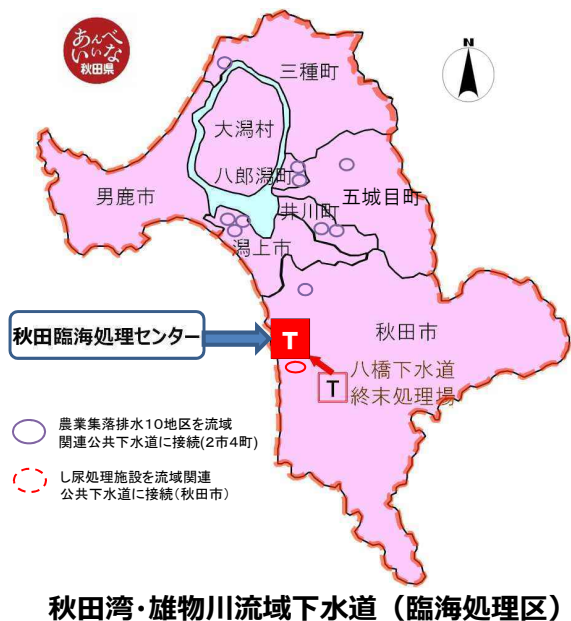 あんべ
いいな
秋田県
N
三種町
大潟村
八郎潟町
五城目町
男鹿市
井川町
潟上市
秋田臨海処理センター
T
秋田市
八橋下水道
終末処理場
T
農業集落排水10地区を流域
関連公共下水道に接続(2市4町)
し尿処理施設を流域関連
公共下水道に接続(秋田市)
秋田湾・雄物川流域下水道(臨海処理区)